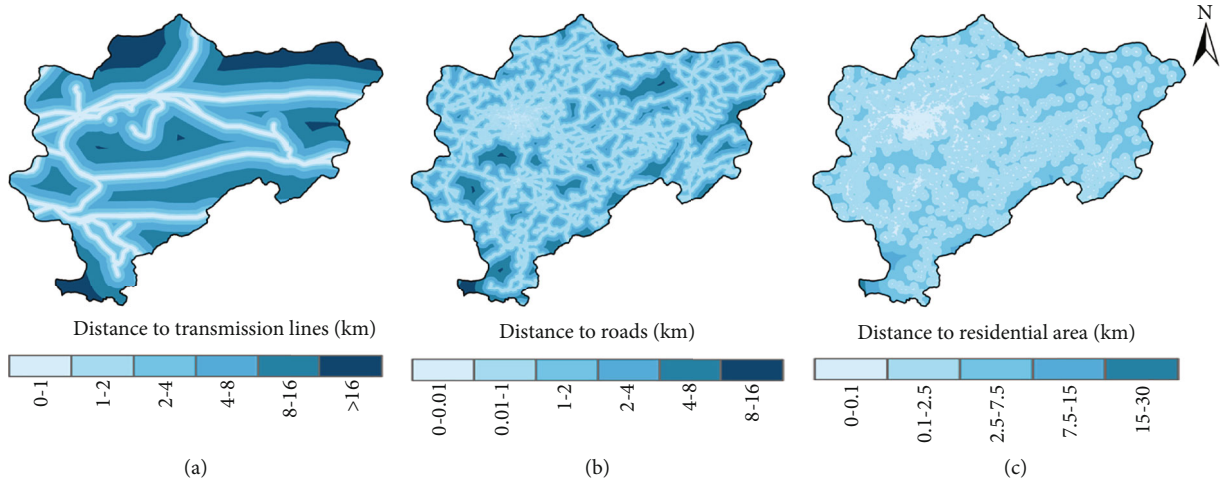 N
Distance to transmission lines (km)
0-1
1-2
2-4
4-8
8-16
>16
(a)
Distance to roads (km)
0-0.01
0.01-1
1-2
2-4
4-8
8-16
(b)
Distance to residential area (km)
0-0.1
0.1-2.5
2.5-7.5
7.5-15
15-30
(c)